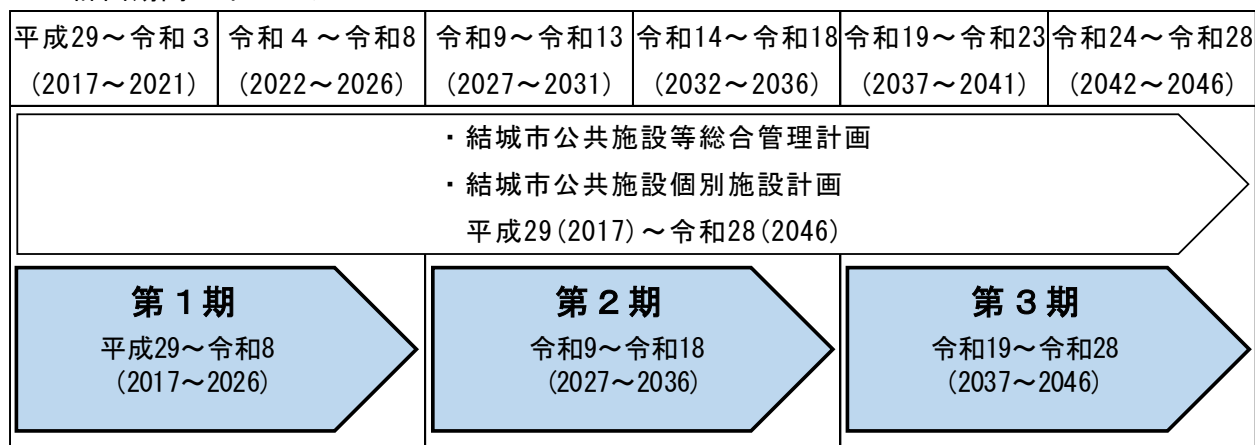 平成29～令和３ 令和４～令和8 令和9～令和13 令和14～令和18 令和19～令和23 令和24～令和28
(2017～2021) (2022～2026) (2027～2031) (2032～2036) (2037～2041) (2042～2046)
・結城市公共施設等総合管理計画
・結城市公共施設個別施設計画
平成29(2017)～令和28(2046)
第１期 第２期 第３期
平成29～令和8 令和9～令和18 令和19～令和28
(2017～2026) (2027～2036) (2037～2046)